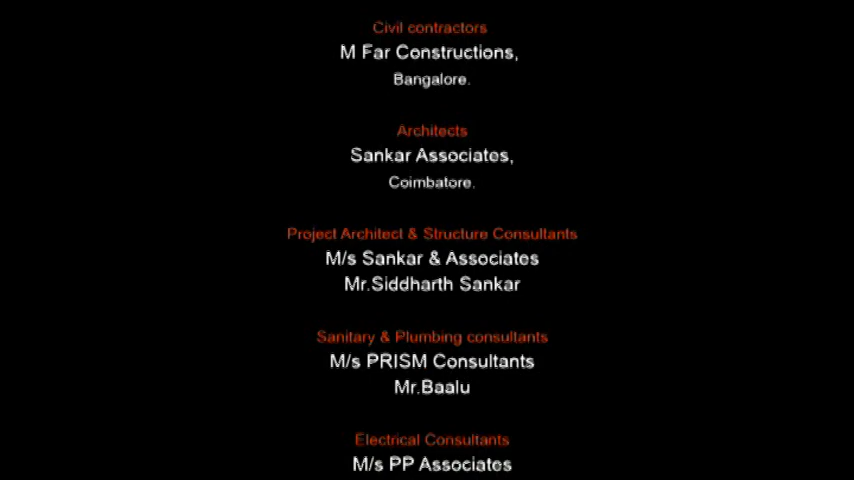 Civil contractors
M Far Constructions,
Bangalore.
Architects
Sankar Associates,
Coimbatore.
Project Architect & Structure Consultants
M/s Sankar & Associates
Mr.Siddharth Sankar
Sanitary & Plumbing consultants
M/s PRISM Consultants
Mr.Baalu
Electrical Consultants
M/s PP Associates